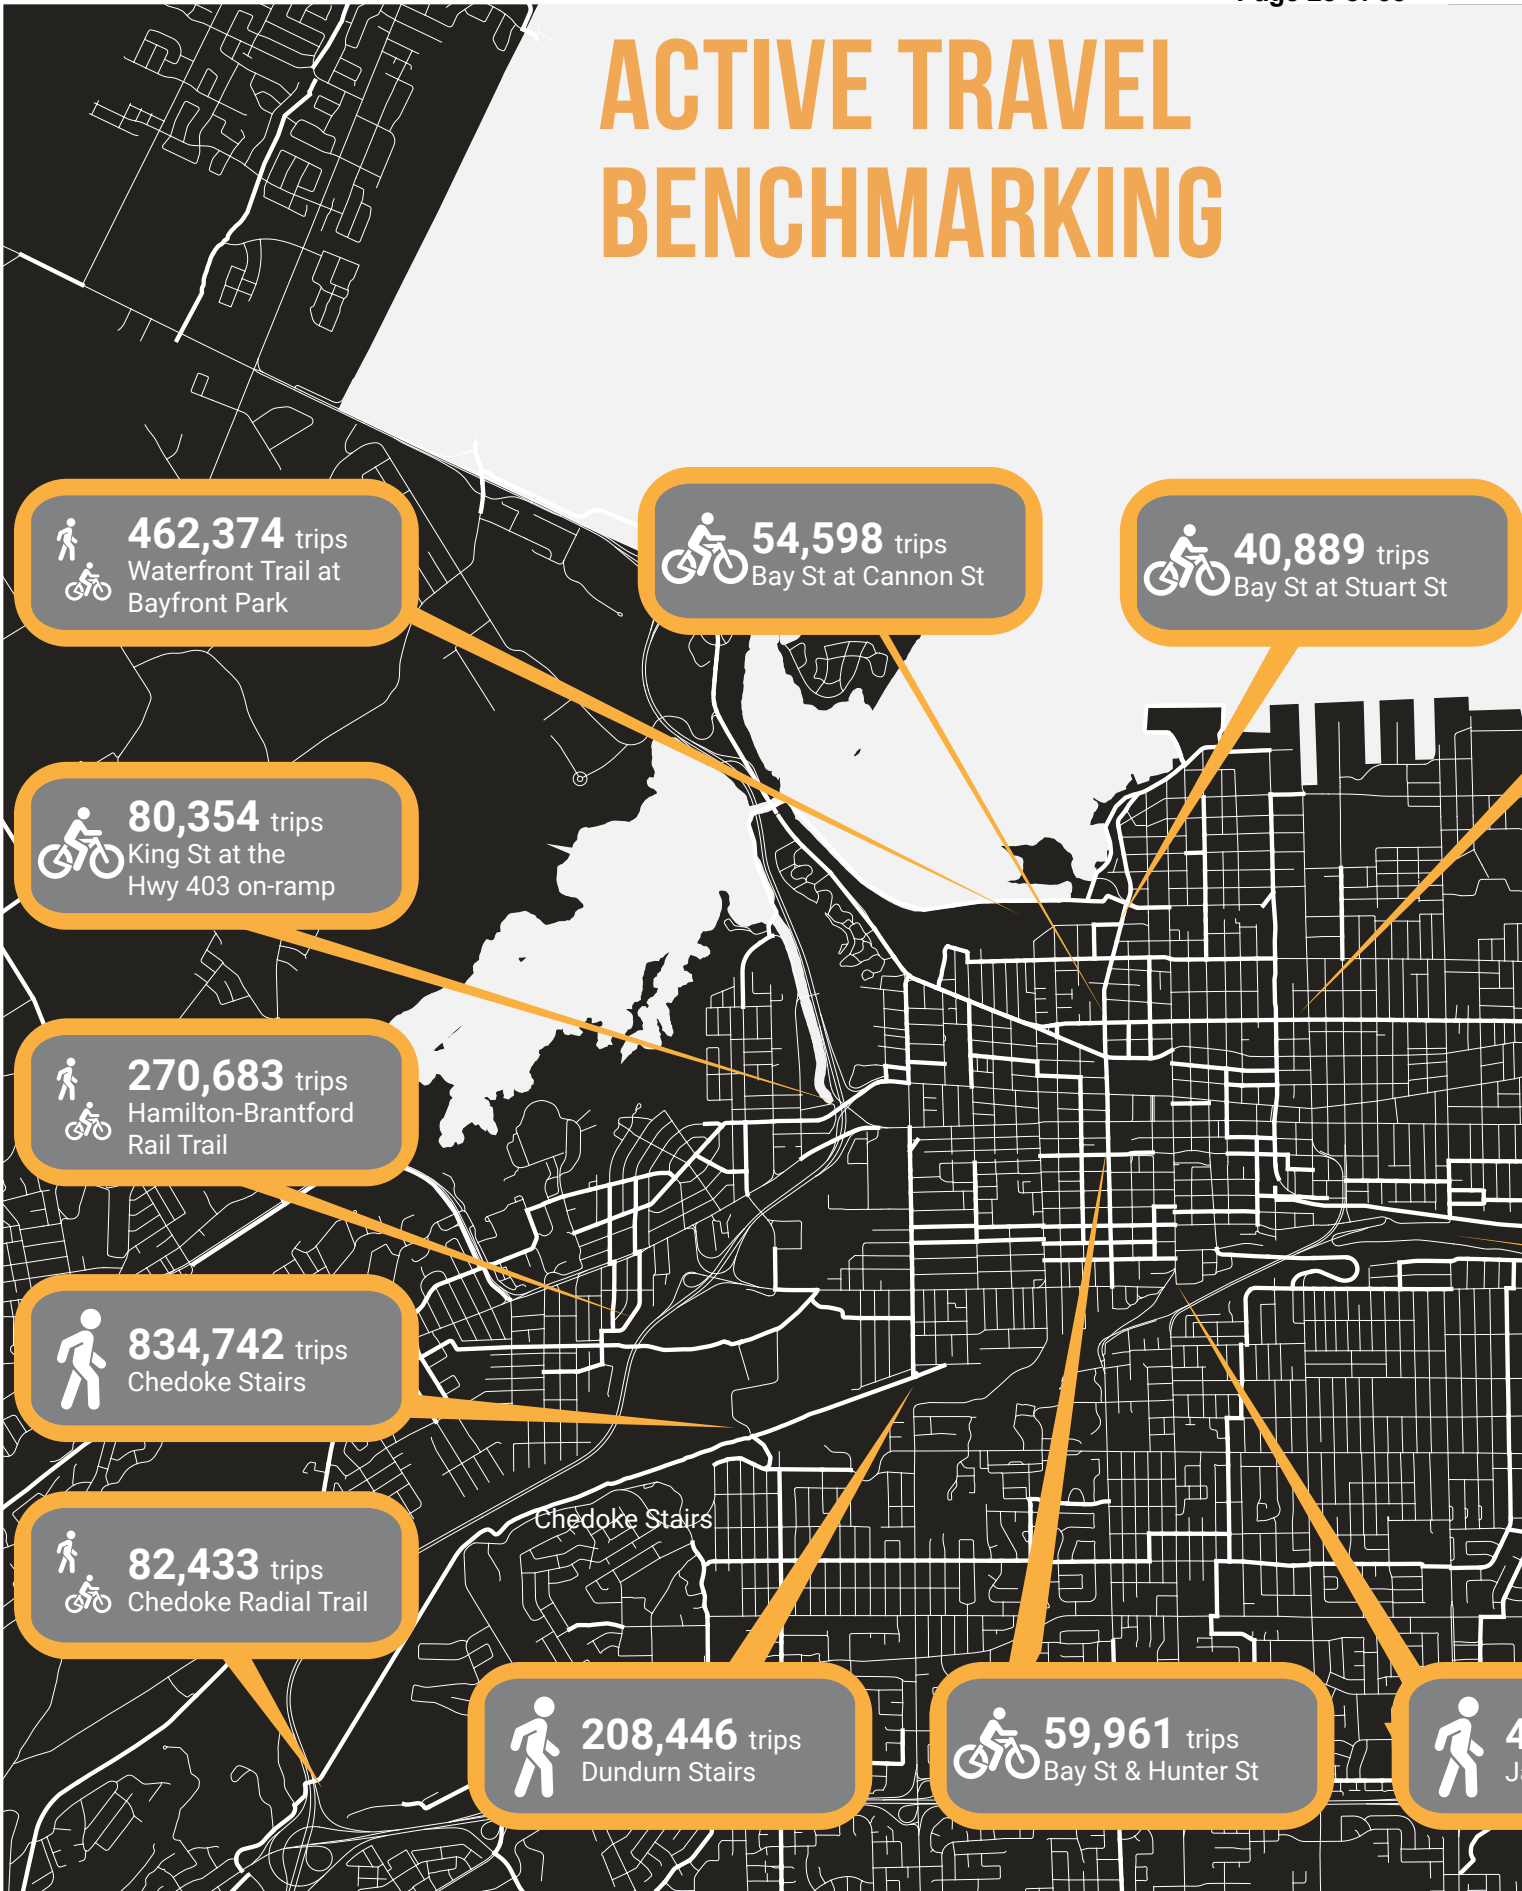 ACTIVE TRAVEL
BENCHMARKING
462,374 trips
Waterfront Trail at
Bayfront Park
54,598 trips
Bay St at Cannon St
40,889 trips
Bay St at Stuart St
80,354 trips
King St at the
Hwy 403 on-ramp
270,683 trips
Hamilton-Brantford
Rail Trail
834,742 trips
Chedoke Stairs
Chedoke Stairs
82,433 trips
Chedoke Radial Trail
208,446 trips
Dundurn Stairs
59,961 trips
Bay St & Hunter St